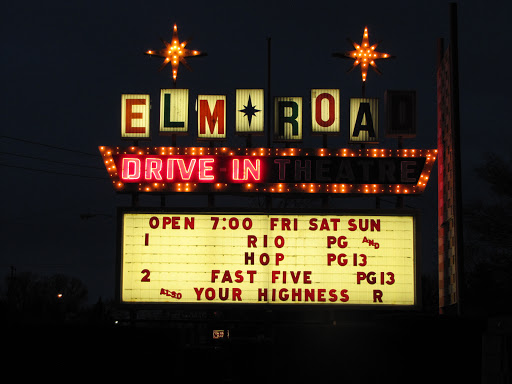 ELM ROAD
DRIVE-IN THEATRE
OPEN 7:00 FRI SAT SUN
1 RIO PG AND
HOP PG13
2 FAST FIVE PG13
ALSO YOUR HIGHNESS R